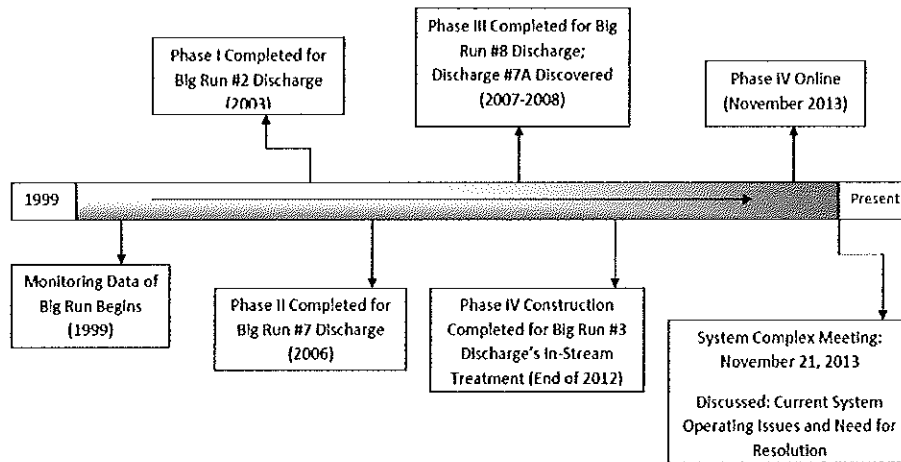 Phase I Completed for
Big Run #2 Discharge
(2003)
Phase III Completed for Big
Run #8 Discharge;
Discharge #7A Discovered
(2007-2008)
Phase IV Online
(November 2013)
1999
Present
Monitoring Data of
Big Run Begins
(1999)
Phase II Completed for
Big Run #7 Discharge
(2006)
Phase IV Construction
Completed for Big Run #3
Discharge's In-Stream
Treatment (End of 2012)
System Complex Meeting:
November 21, 2013
Discussed: Current System
Operating Issues and Need for
Resolution